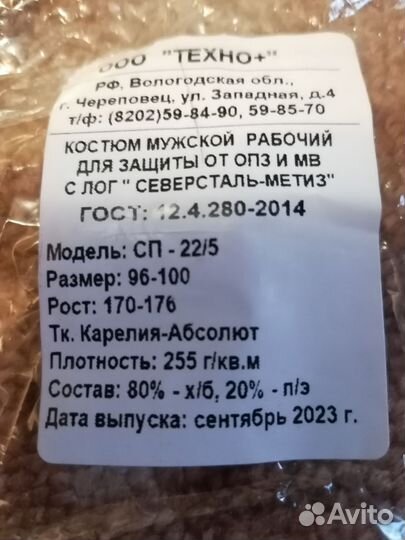 ООО "ТЕХНО+"
РФ, Вологодская обл.,
г. Череповец, ул. Западная, д.4
т/ф: (8202)59-84-90, 59-85-70
КОСТЮМ МУЖСКОЙ РАБОЧИЙ
ДЛЯ ЗАЩИТЫ ОТ ОПЗ И МВ
С ЛОГ " СЕВЕРСТАЛЬ-МЕТИЗ"
ГОСТ: 12.4.280-2014
Модель: СП - 22/5
Размер: 96-100
Рост: 170-176
Тк. Карелия-Абсолют
Плотность: 255 г/кв.м
Состав: 80% - х/б, 20% - п/э
Дата выпуска: сентябрь 2023 г.
Avito